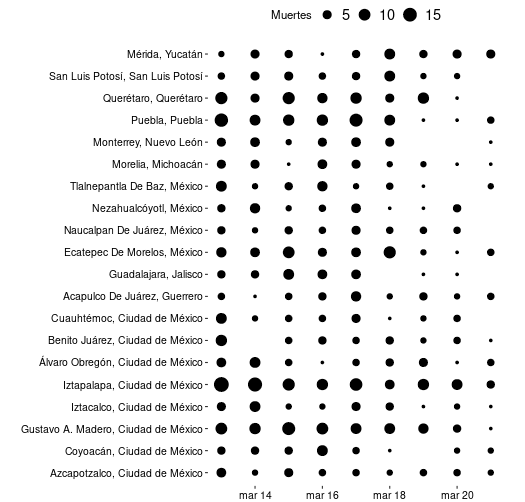 Muertes 5 10 15
Mérida, Yucatán
San Luis Potosí, San Luis Potosí
Querétaro, Querétaro
Puebla, Puebla
Monterrey, Nuevo León
Morelia, Michoacán
Tlalnepantla De Baz, México
Nezahualcóyotl, México
Naucalpan De Juárez, México
Ecatepec De Morelos, México
Guadalajara, Jalisco
Acapulco De Juárez, Guerrero
Cuauhtémoc, Ciudad de México
Benito Juárez, Ciudad de México
Álvaro Obregón, Ciudad de México
Iztapalapa, Ciudad de México
Iztacalco, Ciudad de México
Gustavo A. Madero, Ciudad de México
Coyoacán, Ciudad de México
Azcapotzalco, Ciudad de México
mar 14 mar 16 mar 18 mar 20